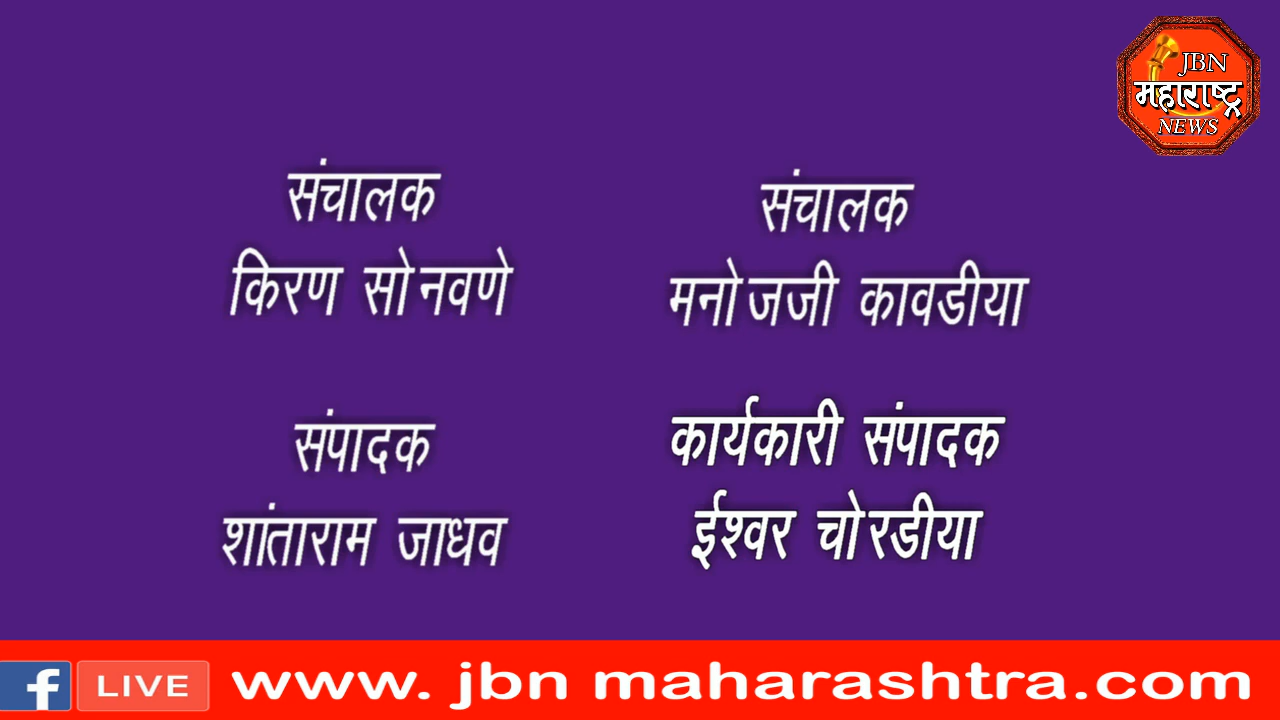 JBN
महाराष्ट्र
NEWS
संचालक
किरण सोनवणे
संचालक
मनोजजी कावडीया
संपादक
शांताराम जाधव
कार्यकारी संपादक
ईश्वर चोरडीया
f LIVE www. jbn maharashtra.com